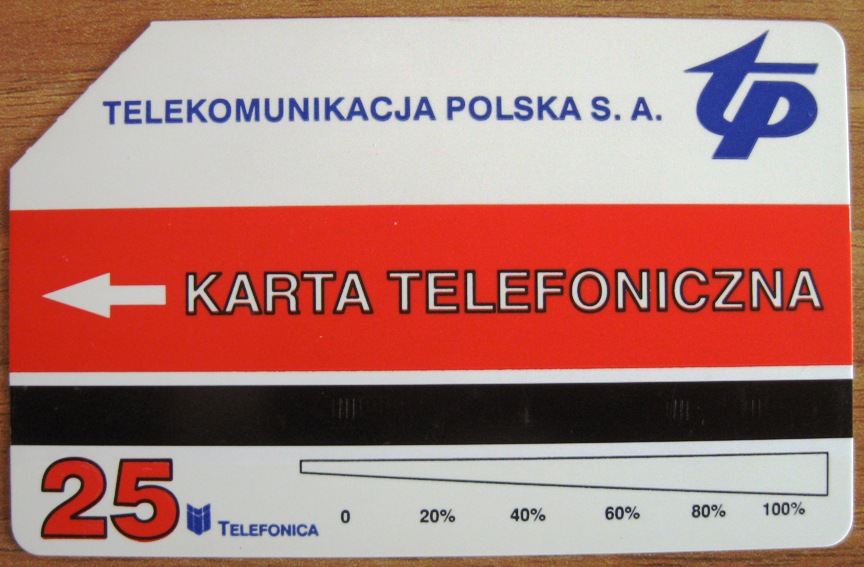 TELEKOMUNIKACJA POLSKA S. A.
tp
KARTA TELEFONICZNA
25
TELEFONICA
0 20% 40% 60% 80% 100%